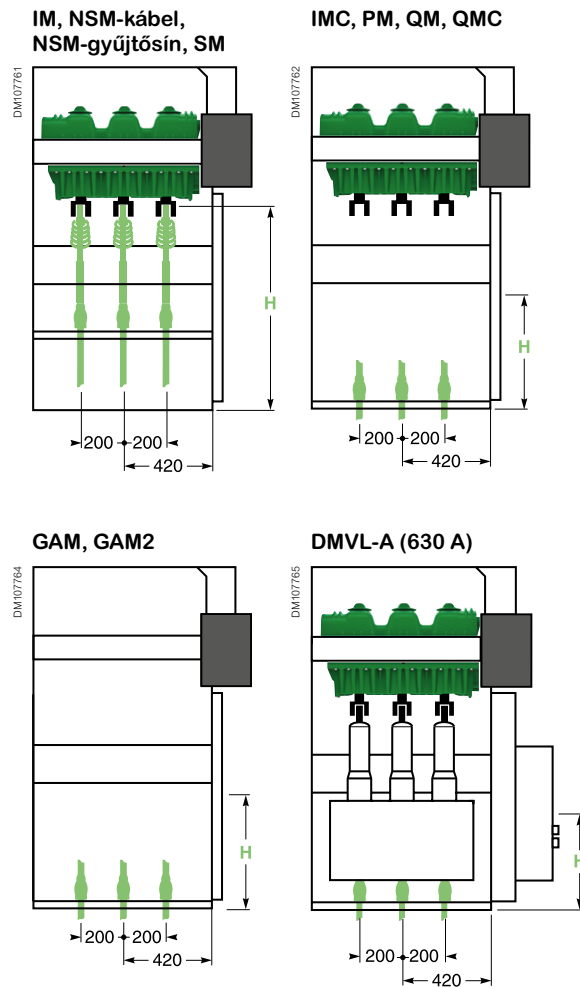 IM, NSM-kábel,
NSM-gyűjtősín, SM
DM107761
H
200 200
420
IMC, PM, QM, QMC
DM107762
H
200 200
420
GAM, GAM2
DM107764
H
200 200
420
DMVL-A (630 A)
DM107765
H
200 200
420